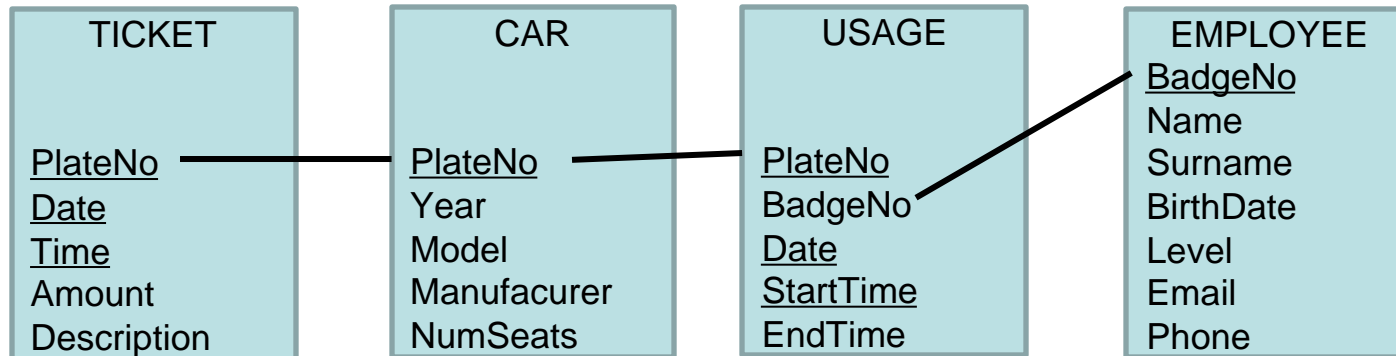 TICKET
PlateNo
Date
Time
Amount
Description
CAR
PlateNo
Year
Model
Manufacurer
NumSeats
USAGE
PlateNo
BadgeNo
Date
StartTime
EndTime
EMPLOYEE
BadgeNo
Name
Surname
BirthDate
Level
Email
Phone